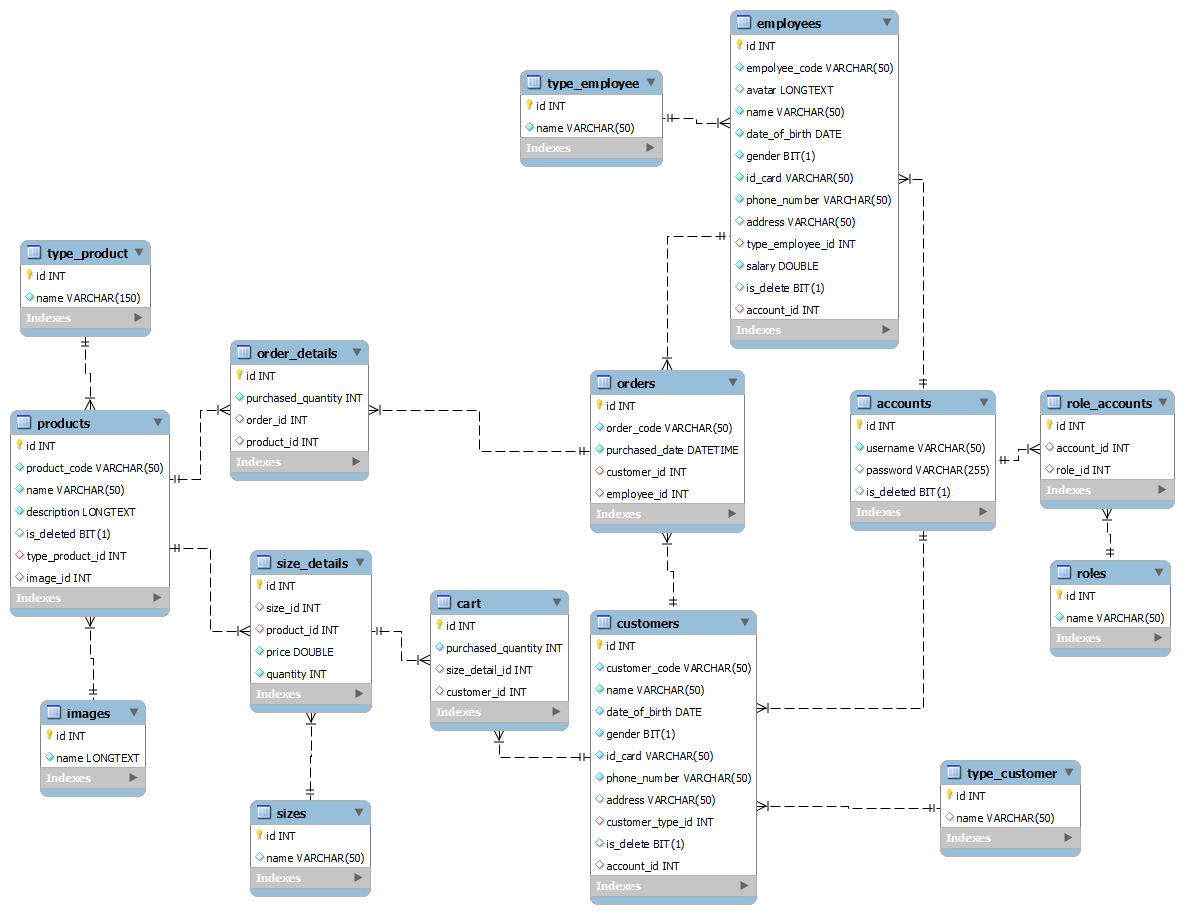 employees
id INT
empolyee_code VARCHAR(50)
avatar LONGTEXT
name VARCHAR(50)
date_of_birth DATE
gender BIT(1)
id_card VARCHAR(50)
phone_number VARCHAR(50)
address VARCHAR(50)
type_employee_id INT
salary DOUBLE
is_delete BIT(1)
account_id INT
Indexes
type_employee
id INT
name VARCHAR(50)
Indexes
type_product
id INT
name VARCHAR(150)
Indexes
order_details
id INT
purchased_quantity INT
order_id INT
product_id INT
Indexes
orders
id INT
order_code VARCHAR(50)
purchased_date DATETIME
customer_id INT
employee_id INT
Indexes
accounts
id INT
username VARCHAR(50)
password VARCHAR(255)
is_deleted BIT(1)
Indexes
role_accounts
id INT
account_id INT
role_id INT
Indexes
products
id INT
product_code VARCHAR(50)
name VARCHAR(50)
description LONGTEXT
is_deleted BIT(1)
type_product_id INT
image_id INT
Indexes
size_details
id INT
size_id INT
product_id INT
price DOUBLE
quantity INT
Indexes
cart
id INT
purchased_quantity INT
size_detail_id INT
customer_id INT
Indexes
customers
id INT
customer_code VARCHAR(50)
name VARCHAR(50)
date_of_birth DATE
gender BIT(1)
id_card VARCHAR(50)
phone_number VARCHAR(50)
address VARCHAR(50)
customer_type_id INT
is_delete BIT(1)
account_id INT
Indexes
roles
id INT
name VARCHAR(50)
Indexes
images
id INT
name LONGTEXT
Indexes
sizes
id INT
name VARCHAR(50)
Indexes
type_customer
id INT
name VARCHAR(50)
Indexes